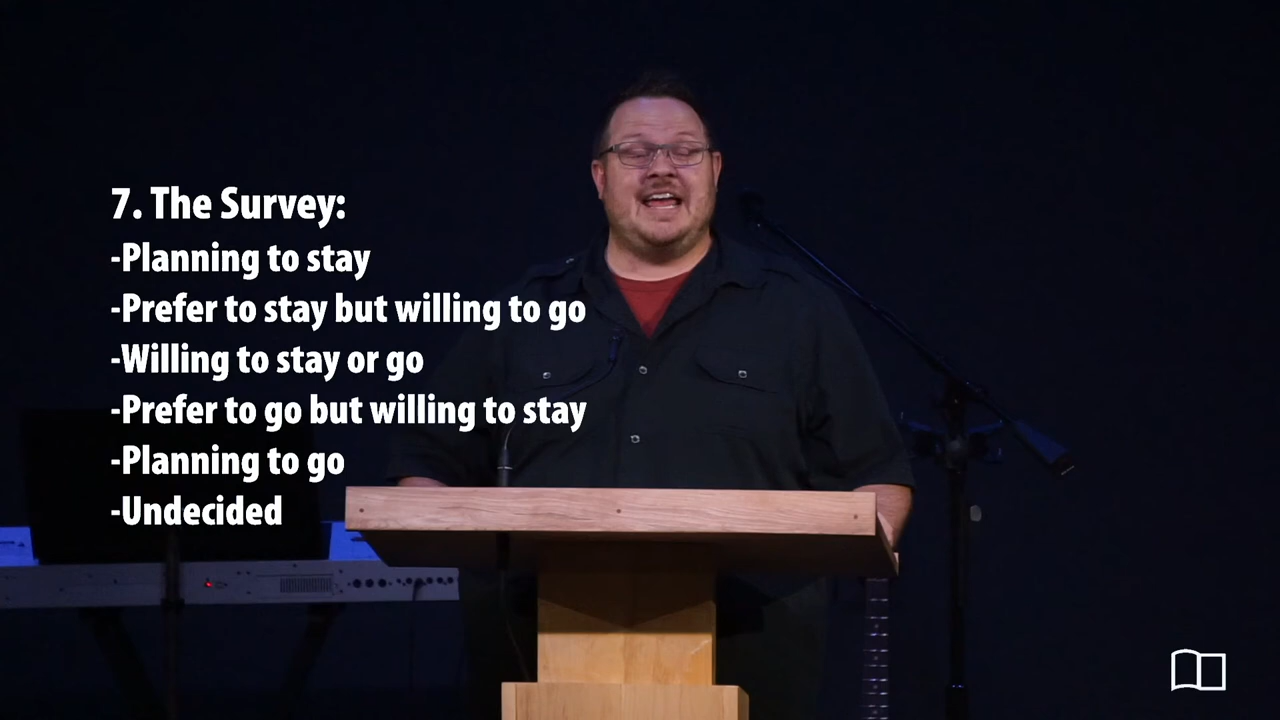 7. The Survey:
-Planning to stay
-Prefer to stay but willing to go
-Willing to stay or go
-Prefer to go but willing to stay
-Planning to go
-Undecided